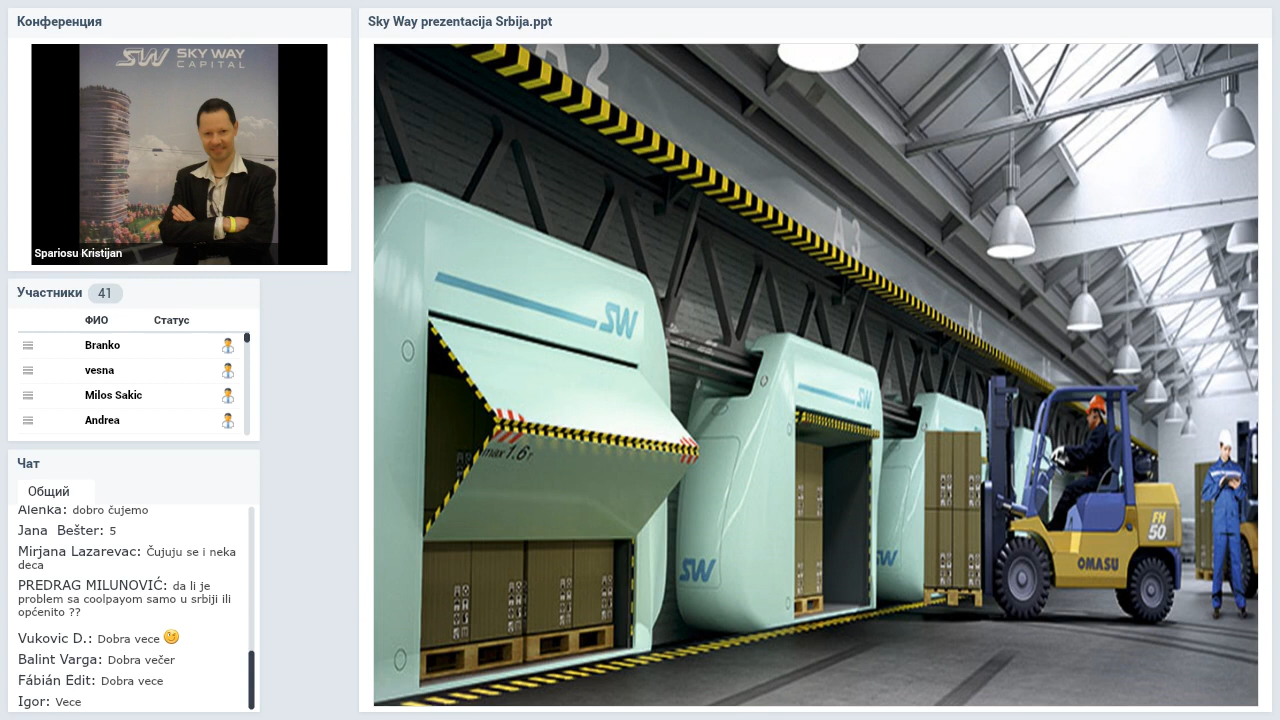 Конференция
SW SKY WAY
CAPITAL
Spariosu Kristijan
Участники 41
ФИО Статус
Branko
vesna
Milos Sakic
Andrea
Чат
Общий
Alenka: dobro čujemo
Jana Bešter: 5
Mirjana Lazarevac: Čujuju se i neka
deca
PREDRAG MILUNOVIĆ: da li je
problem sa coolpayom samo u srbiji ili
općenito ??
Vukovic D.: Dobra vece
Balint Varga: Dobra večer
Fábián Edit: Dobra vece
Igor: Vece
Sky Way prezentacija Srbija.ppt
A 2
A 3
SW
max 1.6т
SW
SW
SW
FH
50
OMASU